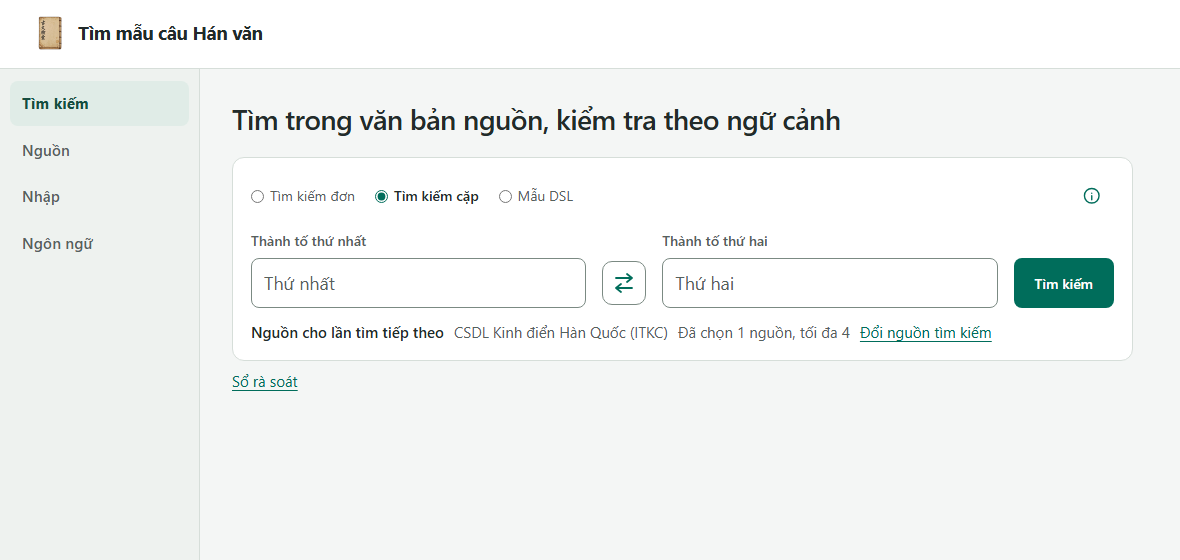 Tìm mẫu câu Hán văn
Tìm kiếm
Nguồn
Nhập
Ngôn ngữ
Tìm trong văn bản nguồn, kiểm tra theo ngữ cảnh
Tìm kiếm đơn Tìm kiếm cặp Mẫu DSL
Thành tố thứ nhất Thành tố thứ hai
Thứ nhất Thứ hai Tìm kiếm
Nguồn cho lần tìm tiếp theo CSDL Kinh điển Hàn Quốc (ITKC) Đã chọn 1 nguồn, tối đa 4 Đổi nguồn tìm kiếm
Sổ rà soát